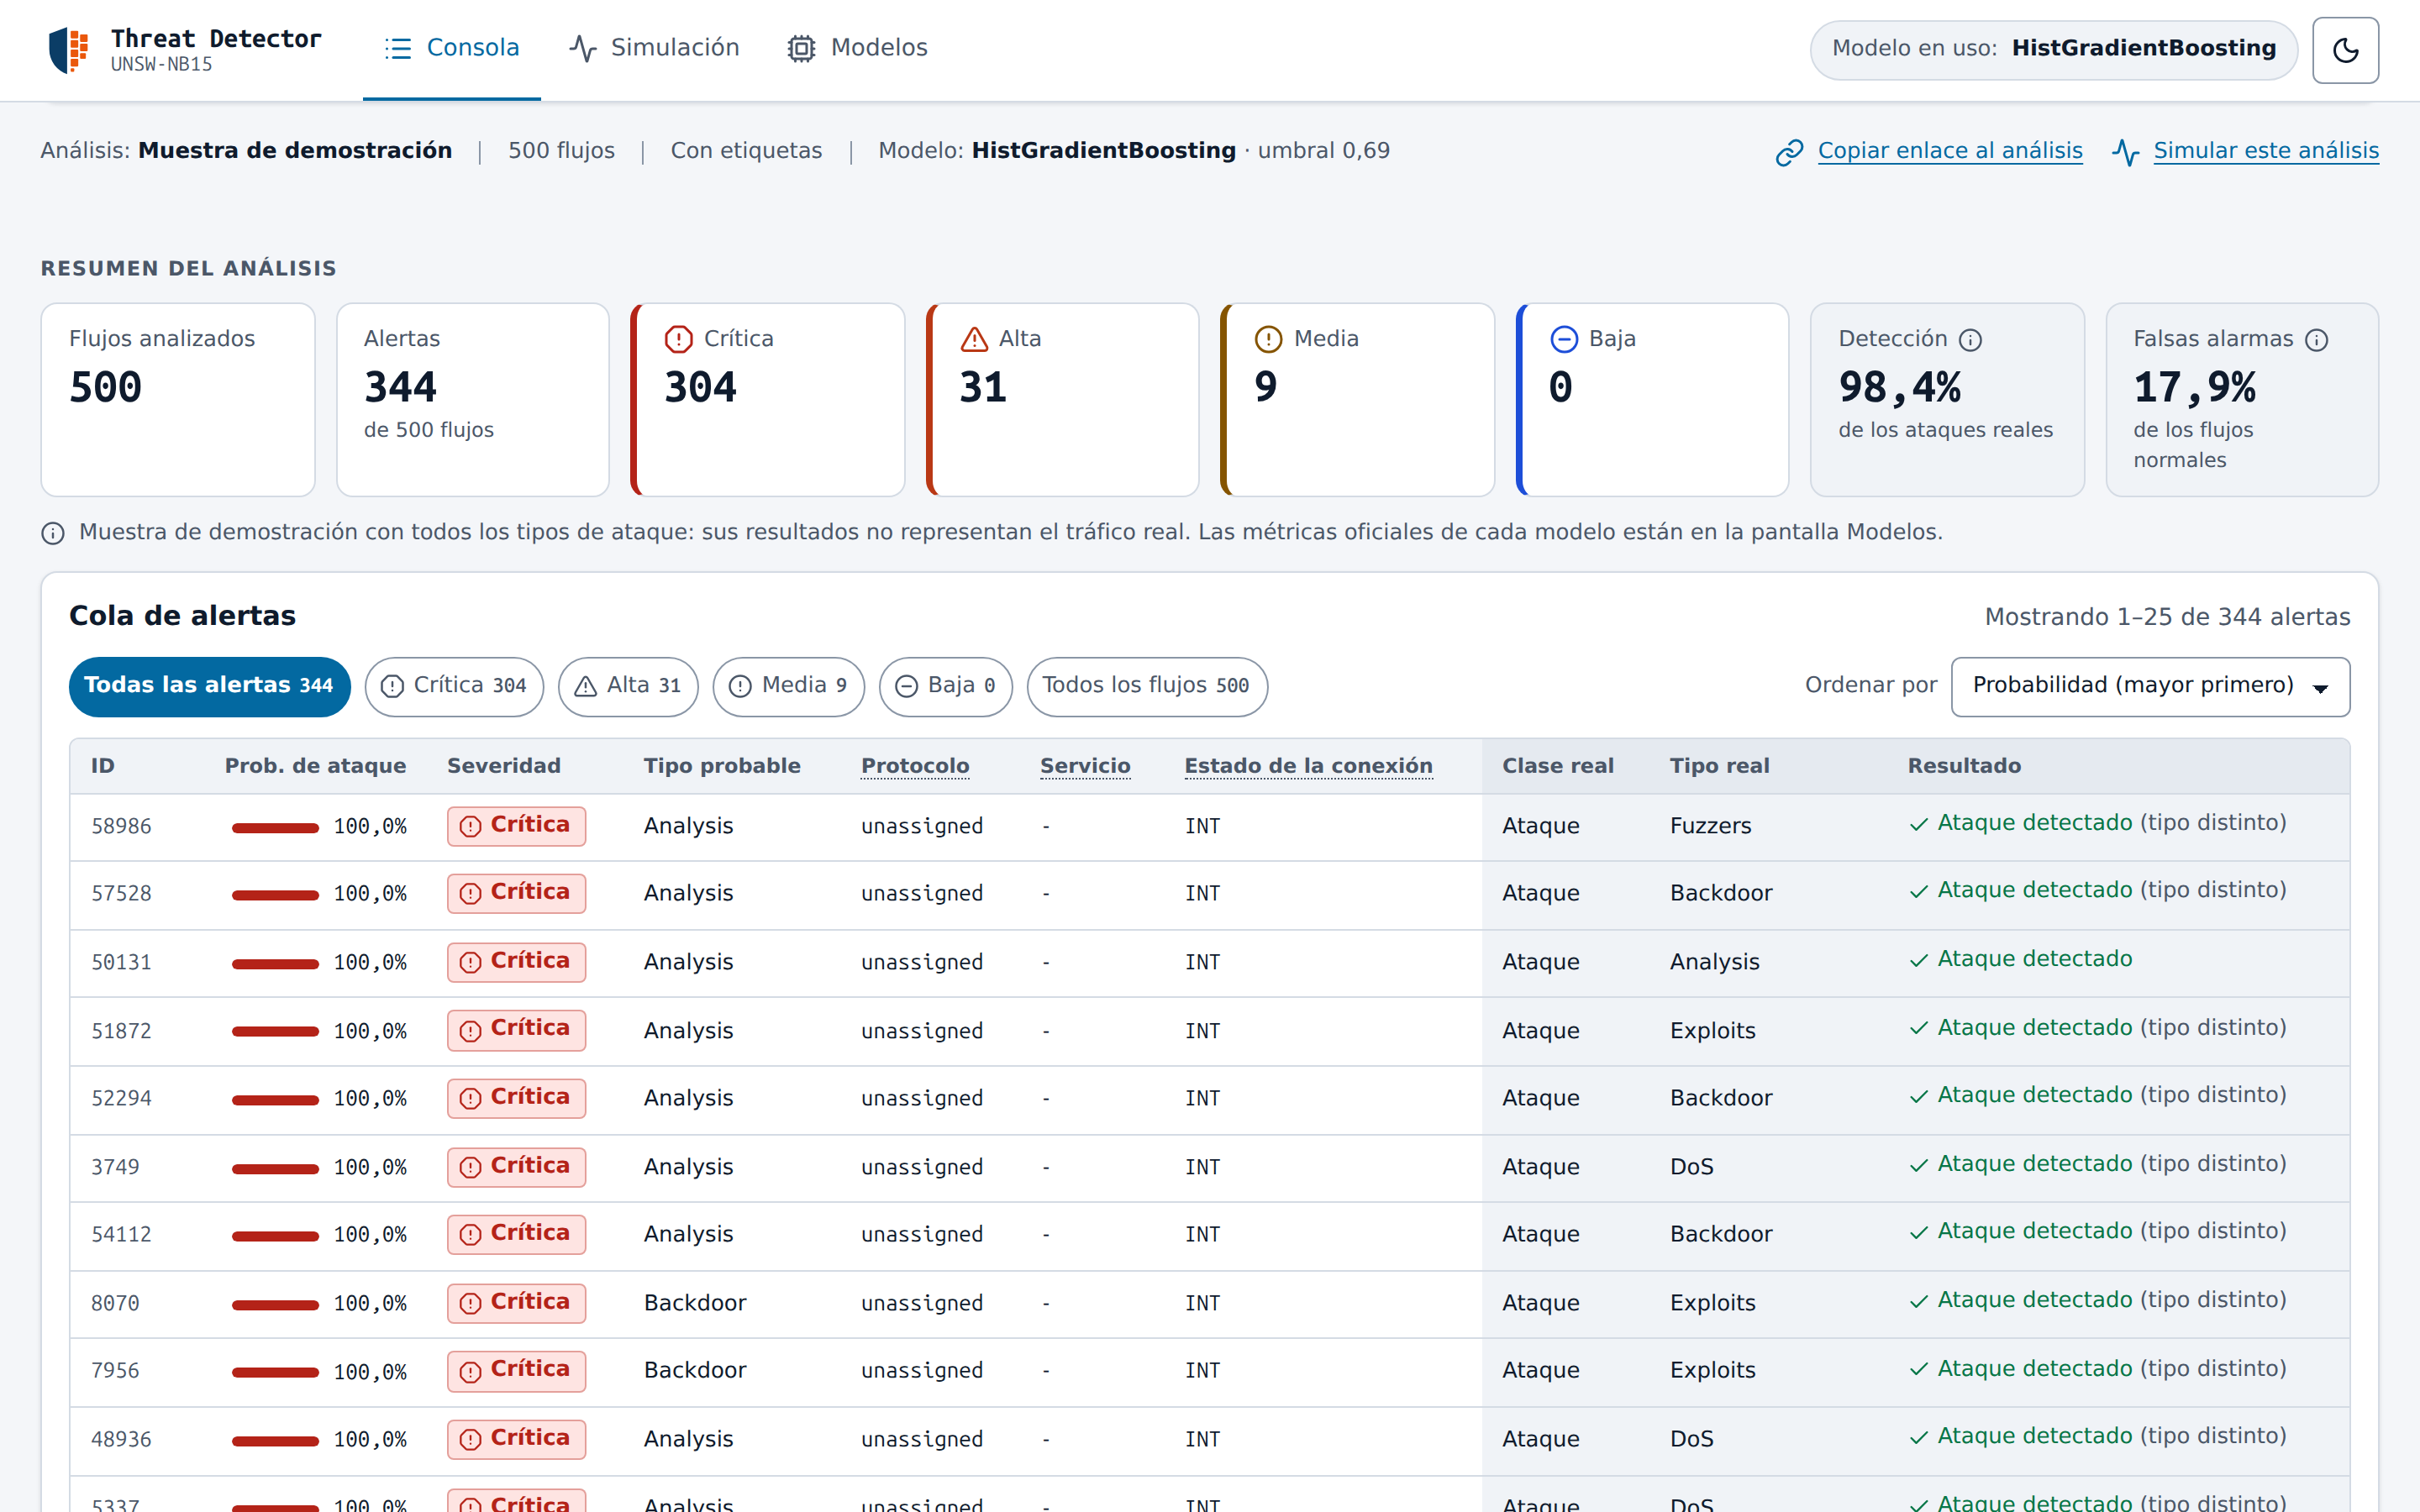 Threat Detector
UNSW-NB15
Consola
Simulación
Modelos
Modelo en uso: HistGradientBoosting
Análisis: Muestra de demostración | 500 flujos | Con etiquetas | Modelo: HistGradientBoosting · umbral 0,69
Copiar enlace al análisis
Simular este análisis
RESUMEN DEL ANÁLISIS
Flujos analizados
500
Alertas
344
de 500 flujos
Crítica
304
Alta
31
Media
9
Baja
0
Detección
98,4%
de los ataques reales
Falsas alarmas
17,9%
de los flujos
normales
Muestra de demostración con todos los tipos de ataque: sus resultados no representan el tráfico real. Las métricas oficiales de cada modelo están en la pantalla Modelos.
Cola de alertas
Mostrando 1–25 de 344 alertas
Todas las alertas 344
Crítica 304
Alta 31
Media 9
Baja 0
Todos los flujos 500
Ordenar por
Probabilidad (mayor primero)
ID Prob. de ataque Severidad Tipo probable Protocolo Servicio Estado de la conexión Clase real Tipo real Resultado
58986 100,0% Crítica Analysis unassigned - INT Ataque Fuzzers Ataque detectado (tipo distinto)
57528 100,0% Crítica Analysis unassigned - INT Ataque Backdoor Ataque detectado (tipo distinto)
50131 100,0% Crítica Analysis unassigned - INT Ataque Analysis Ataque detectado
51872 100,0% Crítica Analysis unassigned - INT Ataque Exploits Ataque detectado (tipo distinto)
52294 100,0% Crítica Analysis unassigned - INT Ataque Backdoor Ataque detectado (tipo distinto)
3749 100,0% Crítica Analysis unassigned - INT Ataque DoS Ataque detectado (tipo distinto)
54112 100,0% Crítica Analysis unassigned - INT Ataque Backdoor Ataque detectado (tipo distinto)
8070 100,0% Crítica Backdoor unassigned - INT Ataque Exploits Ataque detectado (tipo distinto)
7956 100,0% Crítica Backdoor unassigned - INT Ataque Exploits Ataque detectado (tipo distinto)
48936 100,0% Crítica Analysis unassigned - INT Ataque DoS Ataque detectado (tipo distinto)
5337 100,0% Crítica Analysis unassigned - INT Ataque DoS Ataque detectado (tipo distinto)